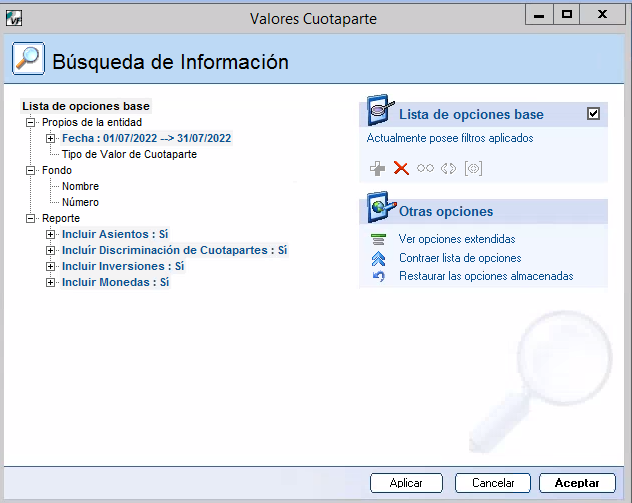 VF
Valores Cuotaparte
Búsqueda de Información
Lista de opciones base
Propios de la entidad
Fecha : 01/07/2022 --> 31/07/2022
Tipo de Valor de Cuotaparte
Fondo
Nombre
Número
Reporte
Incluir Asientos : Sí
Incluir Discriminación de Cuotapartes : Sí
Incluir Inversiones : Sí
Incluir Monedas : Sí
Lista de opciones base
Actualmente posee filtros aplicados
Otras opciones
Ver opciones extendidas
Contraer lista de opciones
Restaurar las opciones almacenadas
Aplicar
Cancelar
Aceptar